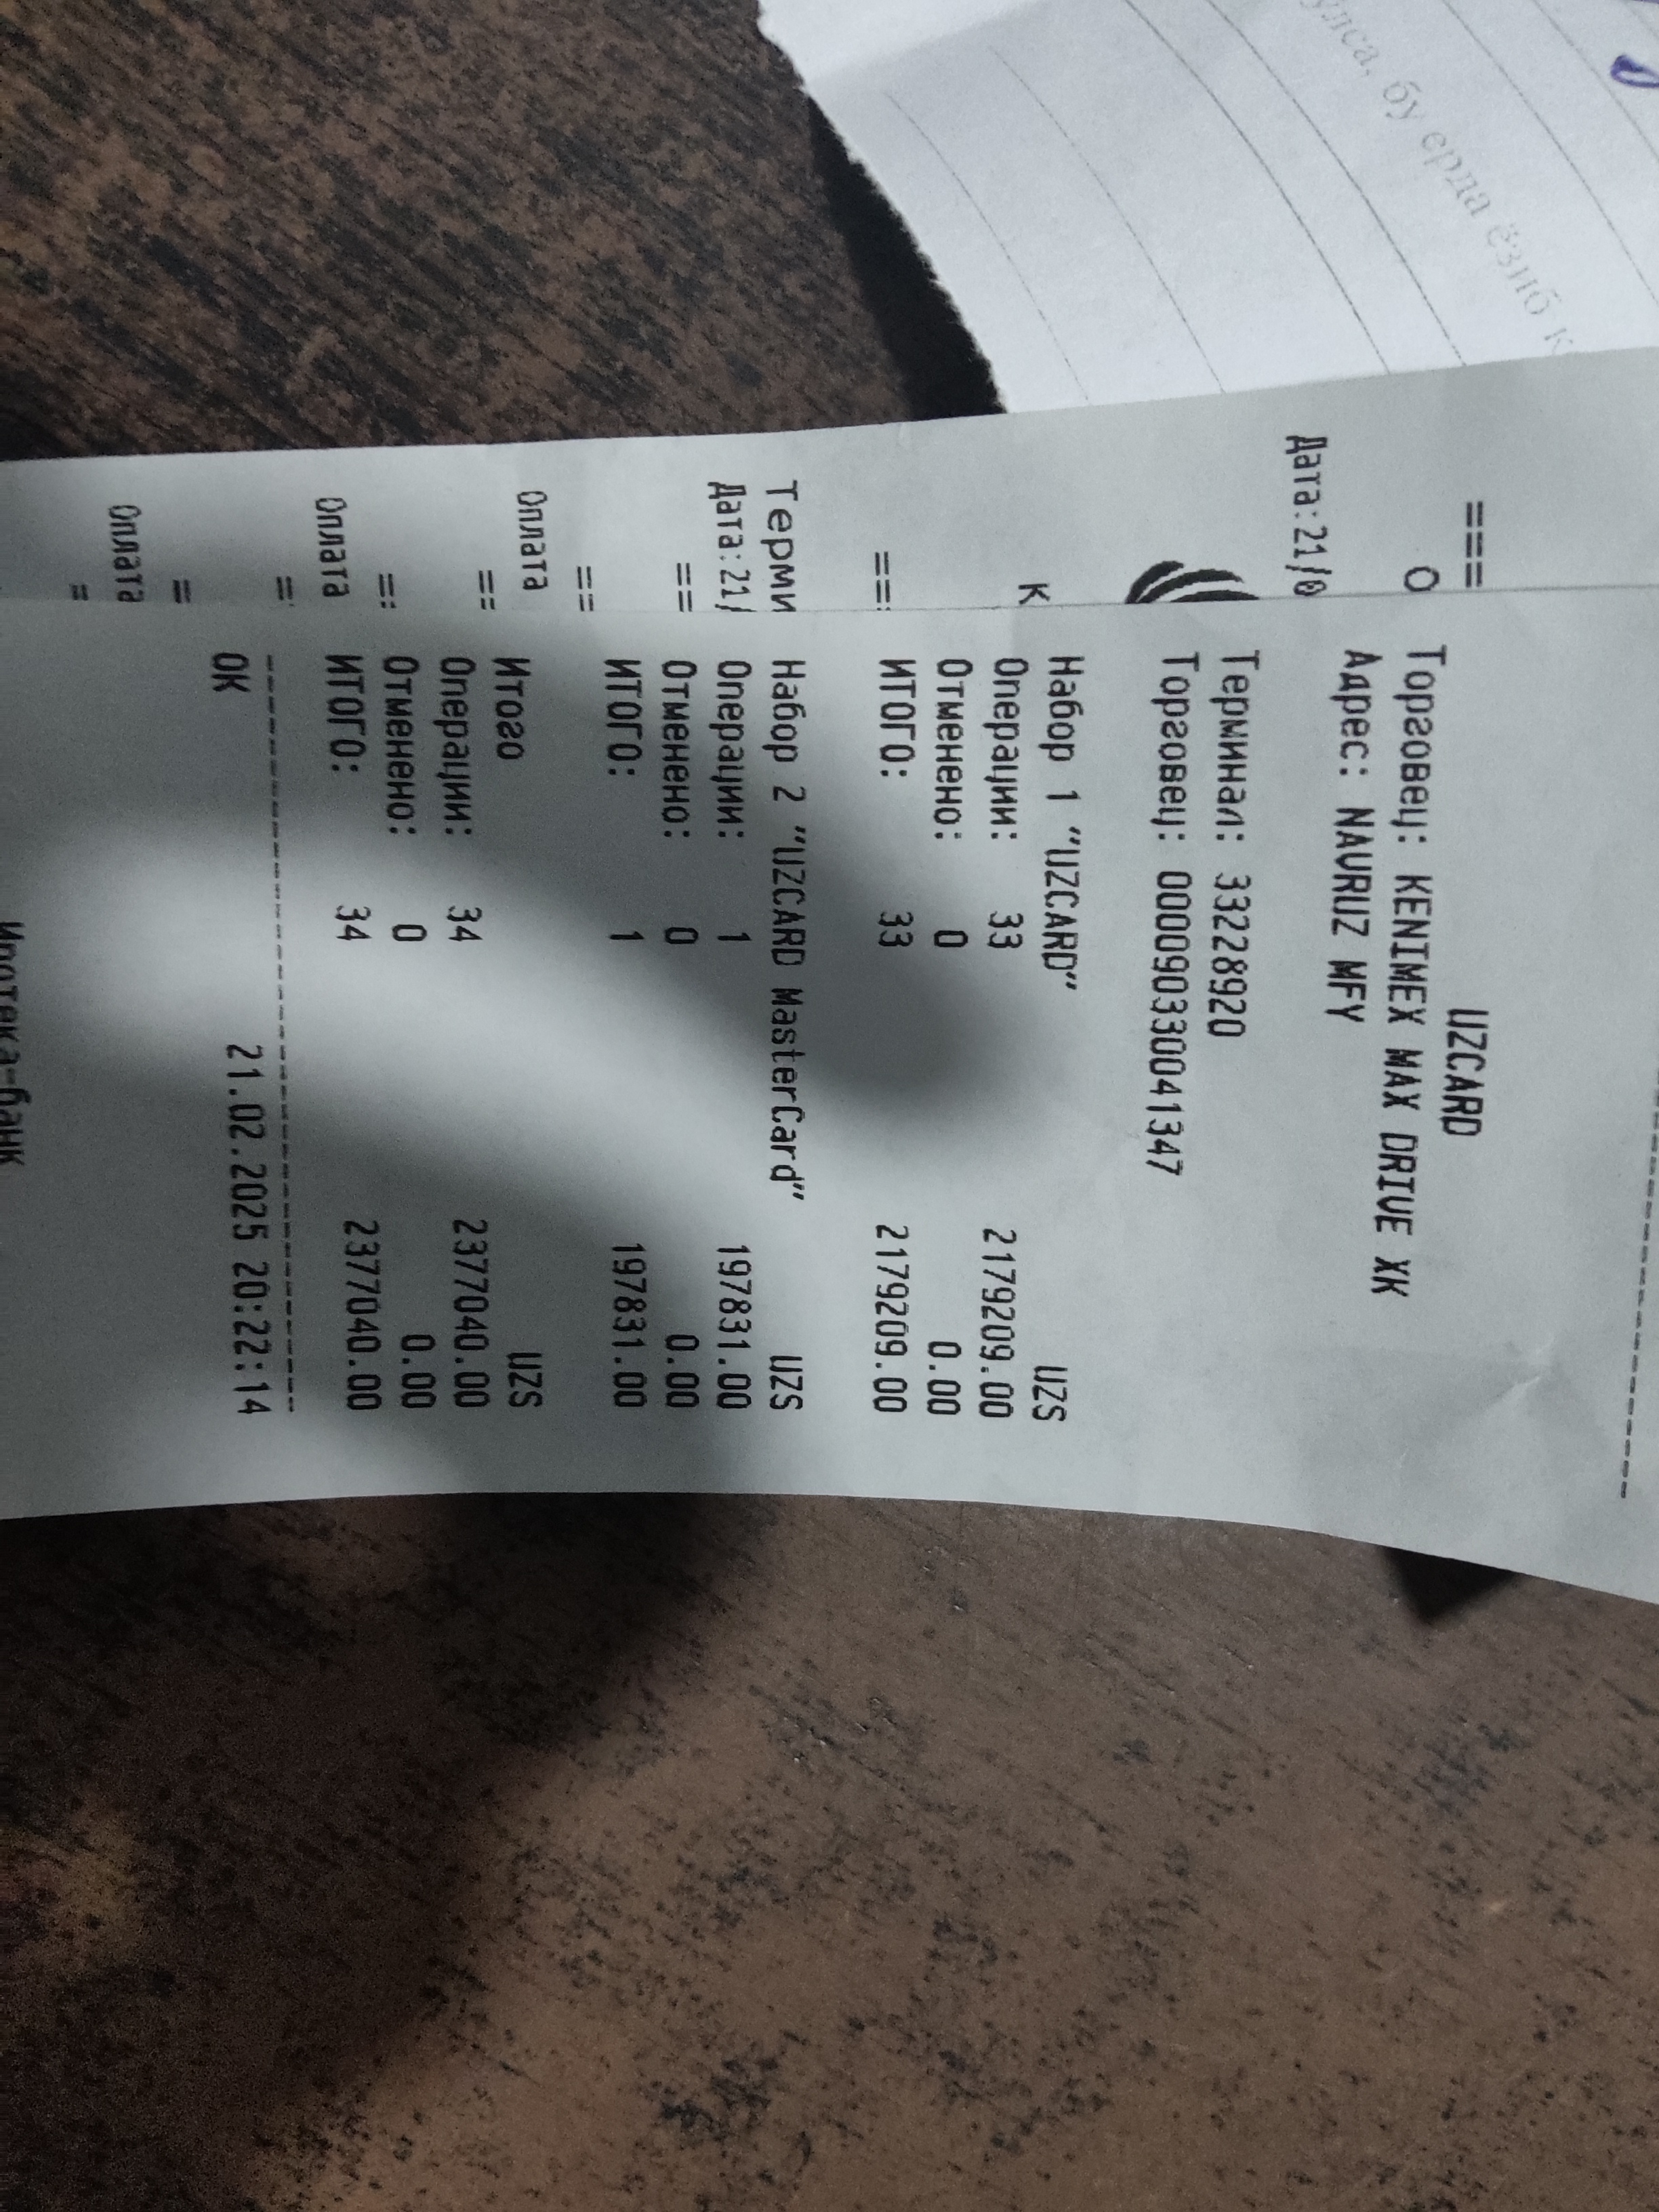 UZCARD
Торговец: KENIMEX MAX DRIVE XK
Адрес: NAVRUZ MFY
Терминал: 33228920
Торговец: 000090330041347
Набор 1 "UZCARD" UZS
Операции: 33 2179209.00
Отменено: 0 0.00
ИТОГО: 33 2179209.00
Набор 2 "UZCARD MasterCard" UZS
Операции: 1 197831.00
Отменено: 0 0.00
ИТОГО: 1 197831.00
Итого UZS
Операции: 34 2377040.00
Отменено: 0 0.00
ИТОГО: 34 2377040.00
--------------------------------
ОК 21.02.2025 20:22:14
Ипотека-банк
===
О
Дата:21/0
К
===
Терми
Дата:21/
==
==
Оплата
==
==
Оплата
=
=
Оплата
=
бу ерда ёзиб